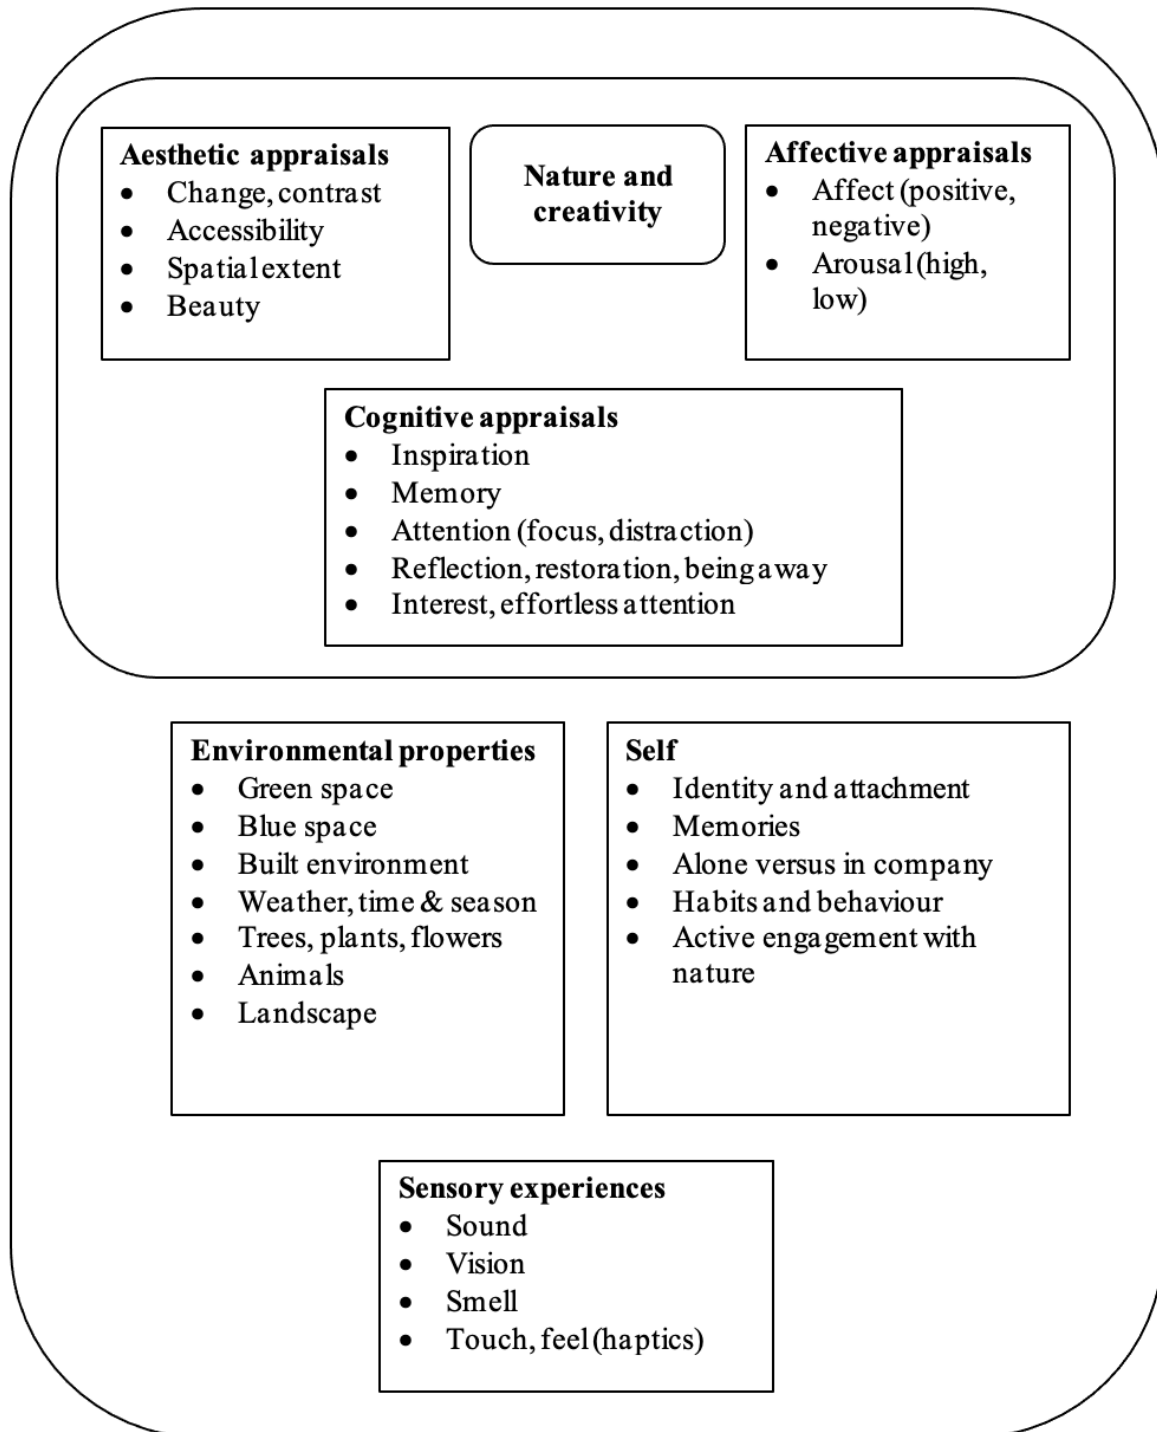 Aesthetic appraisals
• Change, contrast
• Accessibility
• Spatial extent
• Beauty
Nature and
creativity
Affective appraisals
• Affect (positive,
negative)
• Arousal (high,
low)
Cognitive appraisals
• Inspiration
• Memory
• Attention (focus, distraction)
• Reflection, restoration, being away
• Interest, effortless attention
Environmental properties
• Green space
• Blue space
• Built environment
• Weather, time & season
• Trees, plants, flowers
• Animals
• Landscape
Self
• Identity and attachment
• Memories
• Alone versus in company
• Habits and behaviour
• Active engagement with
nature
Sensory experiences
• Sound
• Vision
• Smell
• Touch, feel (haptics)